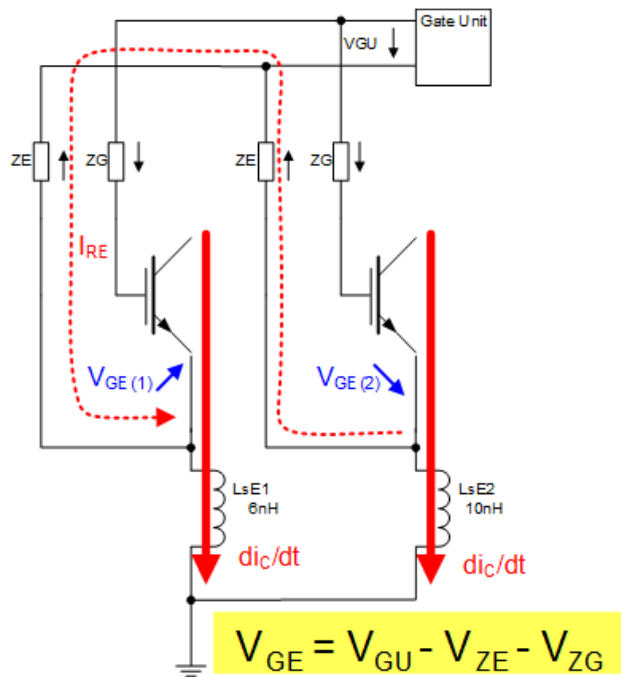 Gate Unit
VGU
ZE
ZG
ZE
ZG
IRE
VGE (1)
VGE(2)
LsE1
6nH
LsE2
10nH
diC/dt
diC/dt
VGE = VGU - VZE - VZG